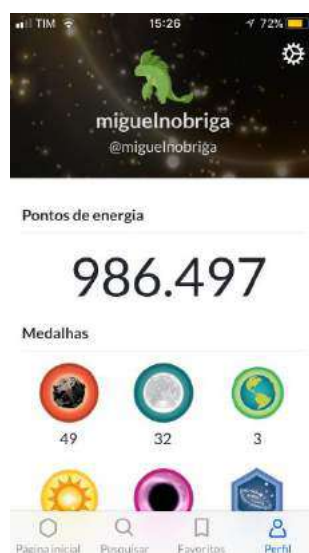 TIM 15:26 72%
miguelnobriga
@miguelnobriga
Pontos de energia
986.497
Medalhas
49 32 3
Página inicial Pesquisar Favoritos Perfil